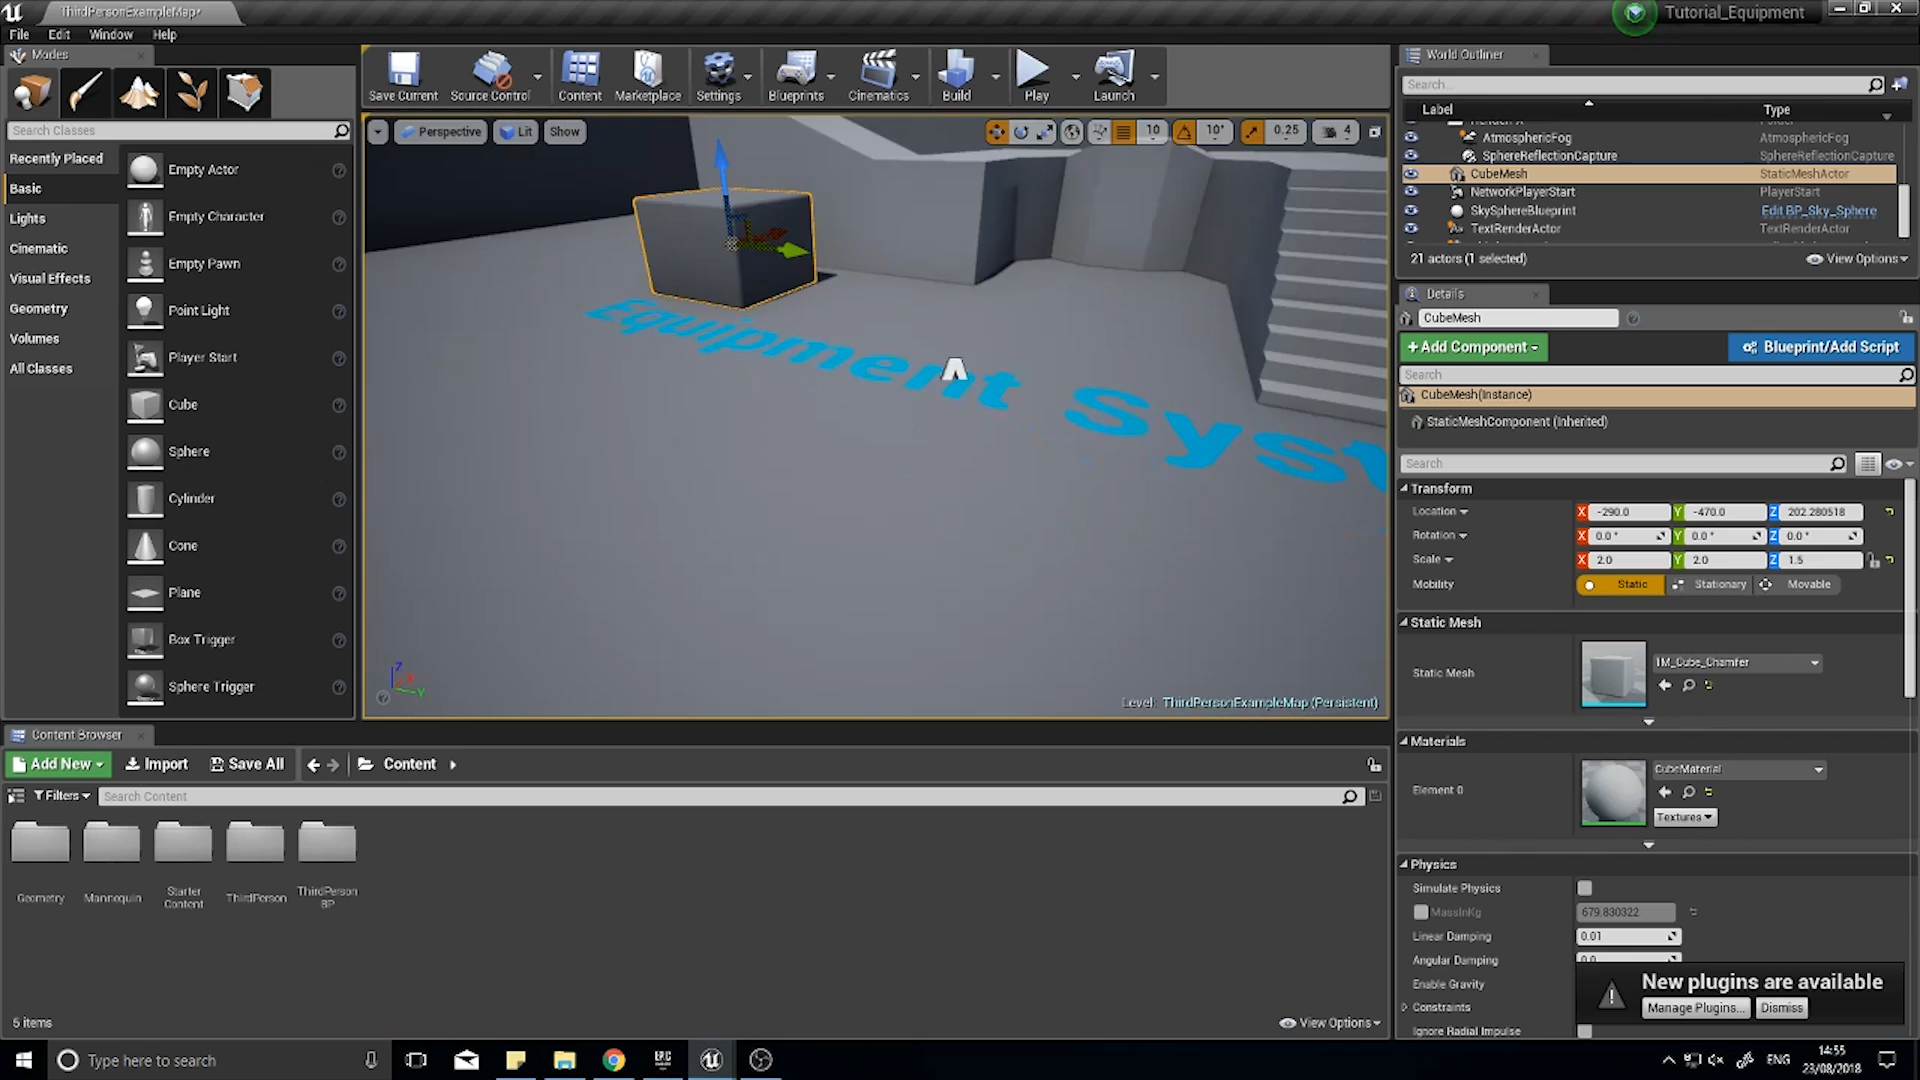 ThirdPersonExampleMap*
Tutorial_Equipment
File Edit Window Help
Modes
Search Classes
Recently Placed
Basic
Lights
Cinematic
Visual Effects
Geometry
Volumes
All Classes
Empty Actor
Empty Character
Empty Pawn
Point Light
Player Start
Cube
Sphere
Cylinder
Cone
Plane
Box Trigger
Sphere Trigger
Save Current
Source Control
Content
Marketplace
Settings
Blueprints
Cinematics
Build
Play
Launch
Perspective
Lit
Show
10
10°
0.25
4
Equipment Syst
Z
X
Y
Level: ThirdPersonExampleMap (Persistent)
World Outliner
Search...
Label Type
AtmosphericFog AtmosphericFog
SphereReflectionCapture SphereReflectionCapture
CubeMesh StaticMeshActor
NetworkPlayerStart PlayerStart
SkySphereBlueprint Edit BP_Sky_Sphere
TextRenderActor TextRenderActor
21 actors (1 selected)
View Options
Details
CubeMesh
+Add Component
Blueprint/Add Script
Search
CubeMesh(Instance)
StaticMeshComponent (Inherited)
Search
Transform
Location X -290.0 Y -470.0 Z 202.280518
Rotation X 0.0 ° Y 0.0 ° Z 0.0 °
Scale X 2.0 Y 2.0 Z 1.5
Mobility Static Stationary Movable
Static Mesh
Static Mesh
1M_Cube_Chamfer
Materials
Element 0
CubeMaterial
Textures
Physics
Simulate Physics
MassInKg 679.830322
Linear Damping 0.01
Angular Damping 0.0
Enable Gravity
Constraints
Ignore Radial Impulse
New plugins are available
Manage Plugins...
Dismiss
Content Browser
Add New
Import
Save All
Content
Filters
Search Content
Geometry
Mannequin
Starter
Content
ThirdPerson
ThirdPerson
BP
5 items
View Options
Type here to search
EPIC
ENG
14:55
23/08/2018